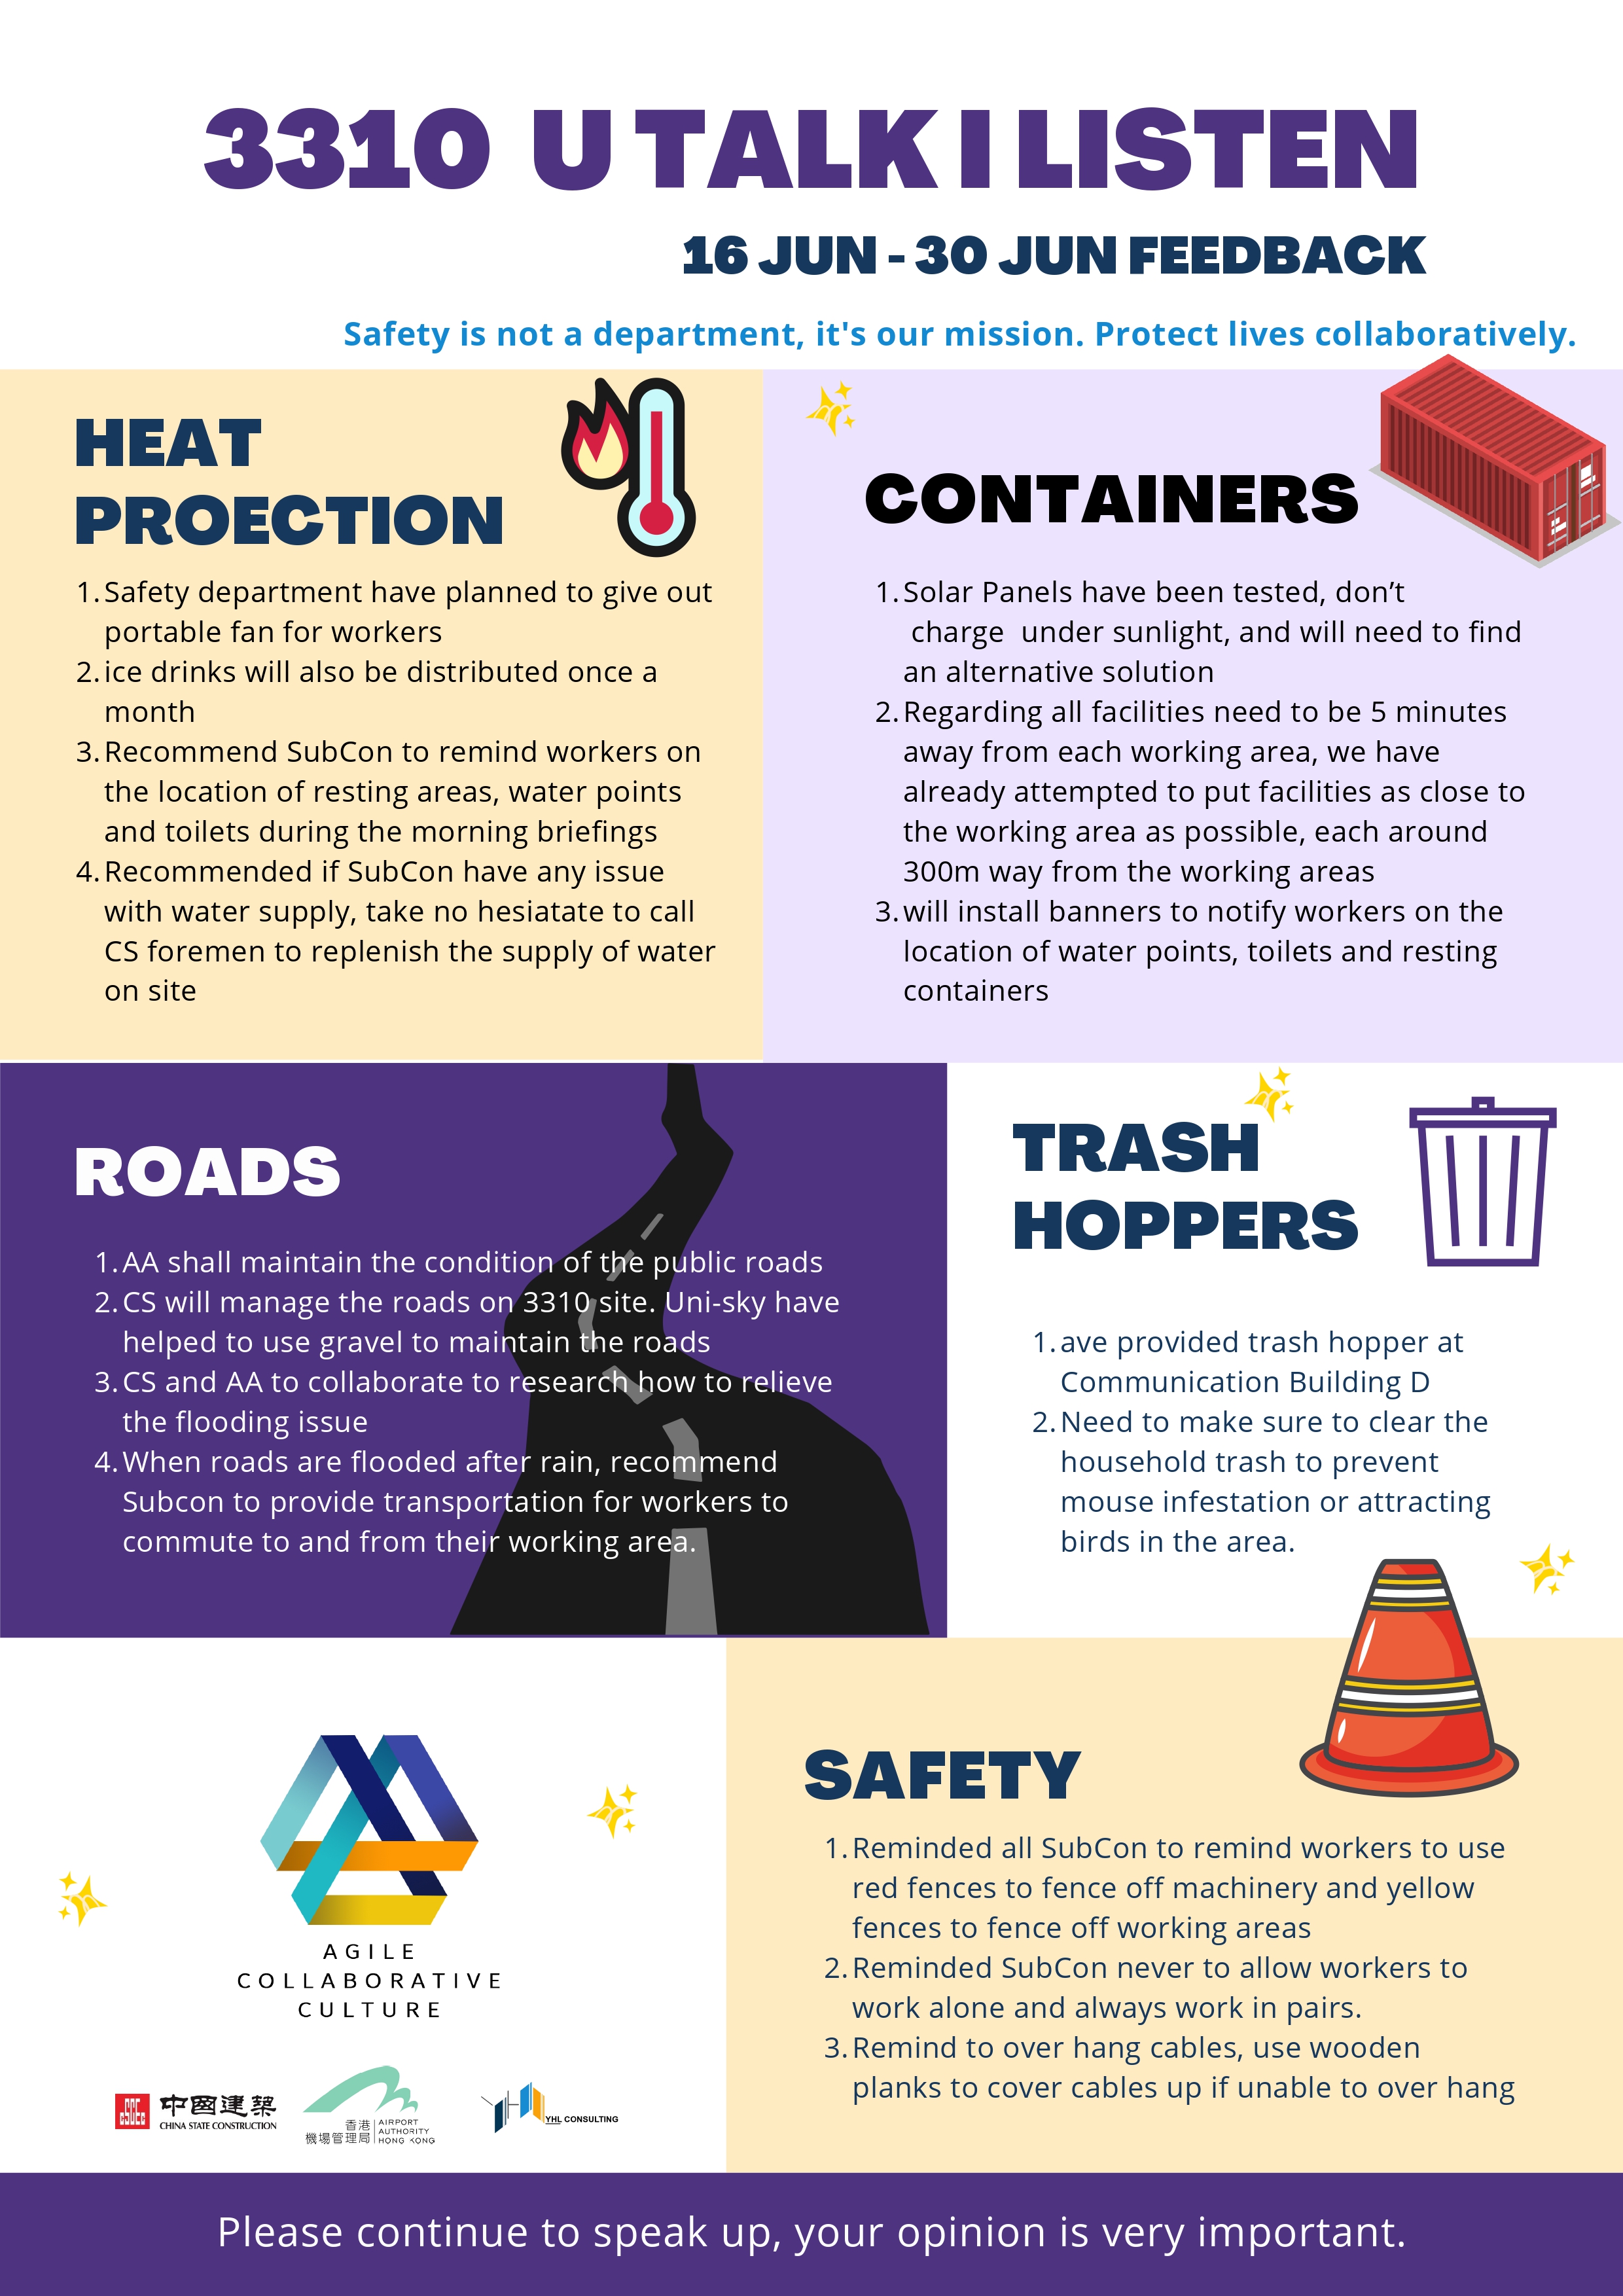 3310 U TALK I LISTEN
16 JUN - 30 JUN FEEDBACK
Safety is not a department, it's our mission. Protect lives collaboratively.
HEAT
PROECTION
1. Safety department have planned to give out
portable fan for workers
2. ice drinks will also be distributed once a
month
3. Recommend SubCon to remind workers on
the location of resting areas, water points
and toilets during the morning briefings
4. Recommended if SubCon have any issue
with water supply, take no hesiatate to call
CS foremen to replenish the supply of water
on site
CONTAINERS
1. Solar Panels have been tested, don’t
charge under sunlight, and will need to find
an alternative solution
2. Regarding all facilities need to be 5 minutes
away from each working area, we have
already attempted to put facilities as close to
the working area as possible, each around
300m way from the working areas
3. will install banners to notify workers on the
location of water points, toilets and resting
containers
ROADS
1. AA shall maintain the condition of the public roads
2. CS will manage the roads on 3310 site. Uni-sky have
helped to use gravel to maintain the roads
3. CS and AA to collaborate to research how to relieve
the flooding issue
4. When roads are flooded after rain, recommend
Subcon to provide transportation for workers to
commute to and from their working area.
TRASH
HOPPERS
1. ave provided trash hopper at
Communication Building D
2. Need to make sure to clear the
household trash to prevent
mouse infestation or attracting
birds in the area.
AGILE
COLLABORATIVE
CULTURE
CSCEC
中國建築
CHINA STATE CONSTRUCTION
香港
機場管理局
AIRPORT
AUTHORITY
HONG KONG
YHL CONSULTING
SAFETY
1. Reminded all SubCon to remind workers to use
red fences to fence off machinery and yellow
fences to fence off working areas
2. Reminded SubCon never to allow workers to
work alone and always work in pairs.
3. Remind to over hang cables, use wooden
planks to cover cables up if unable to over hang
Please continue to speak up, your opinion is very important.